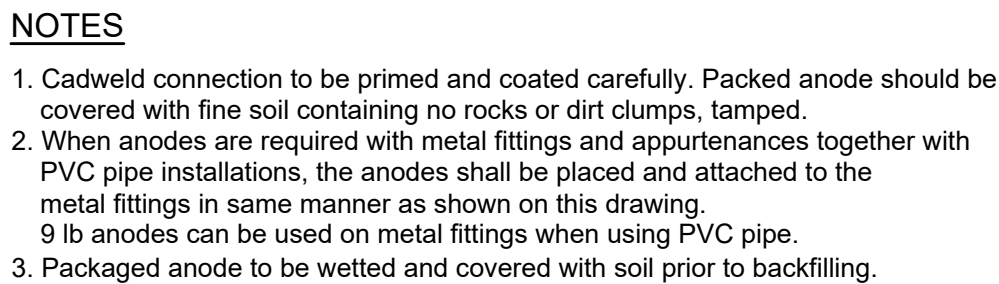 NOTES
1. Cadweld connection to be primed and coated carefully. Packed anode should be
covered with fine soil containing no rocks or dirt clumps, tamped.
2. When anodes are required with metal fittings and appurtenances together with
PVC pipe installations, the anodes shall be placed and attached to the
metal fittings in same manner as shown on this drawing.
9 lb anodes can be used on metal fittings when using PVC pipe.
3. Packaged anode to be wetted and covered with soil prior to backfilling.